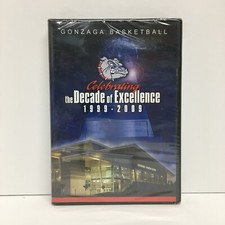 GONZAGA BASKETBALL
Celebrating
the Decade of Excellence
1999-2009